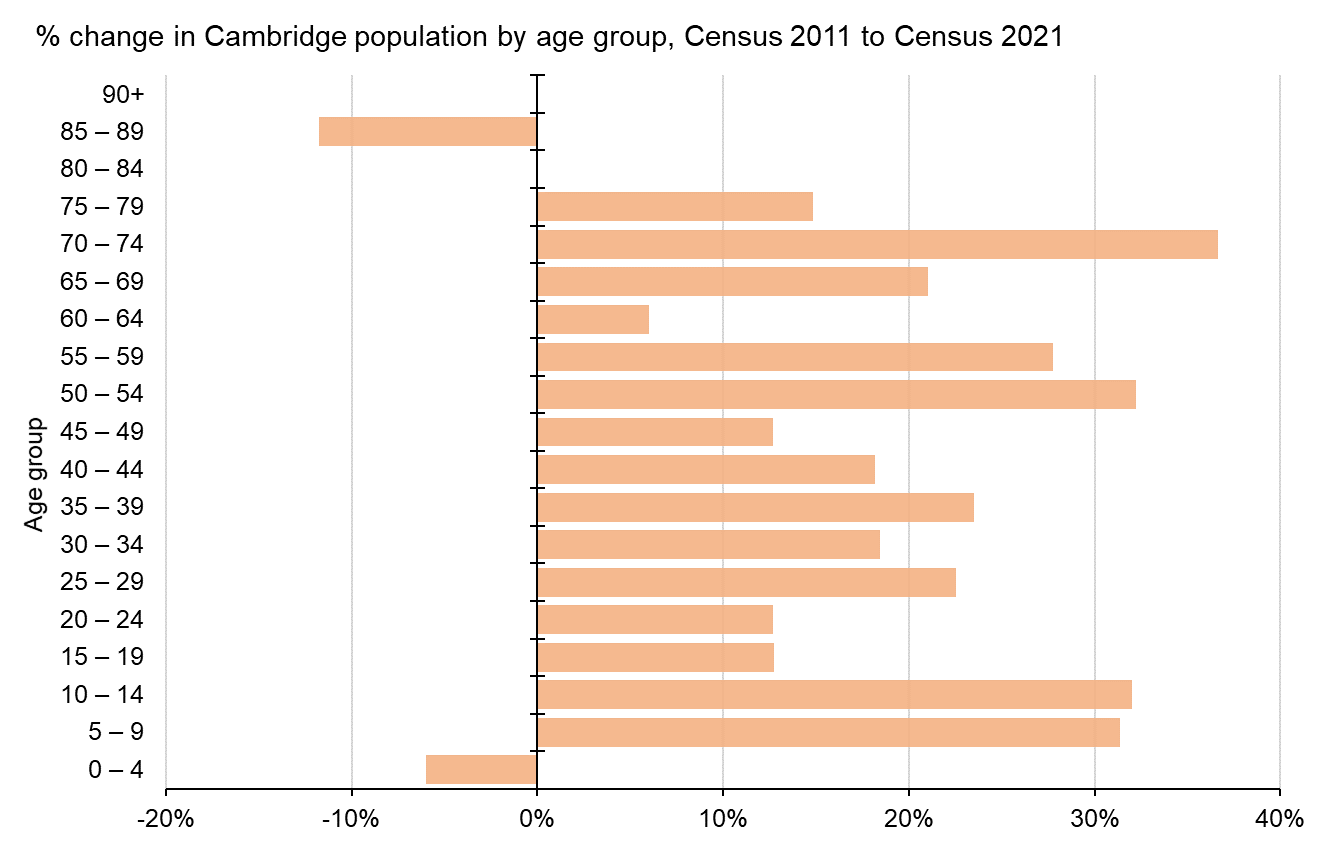 % change in Cambridge population by age group, Census 2011 to Census 2021
90+
85 – 89
80 – 84
75 – 79
70 – 74
65 – 69
60 – 64
55 – 59
50 – 54
45 – 49
40 – 44
35 – 39
30 – 34
25 – 29
20 – 24
15 – 19
10 – 14
5 – 9
0 – 4
Age group
-20% -10% 0% 10% 20% 30% 40%